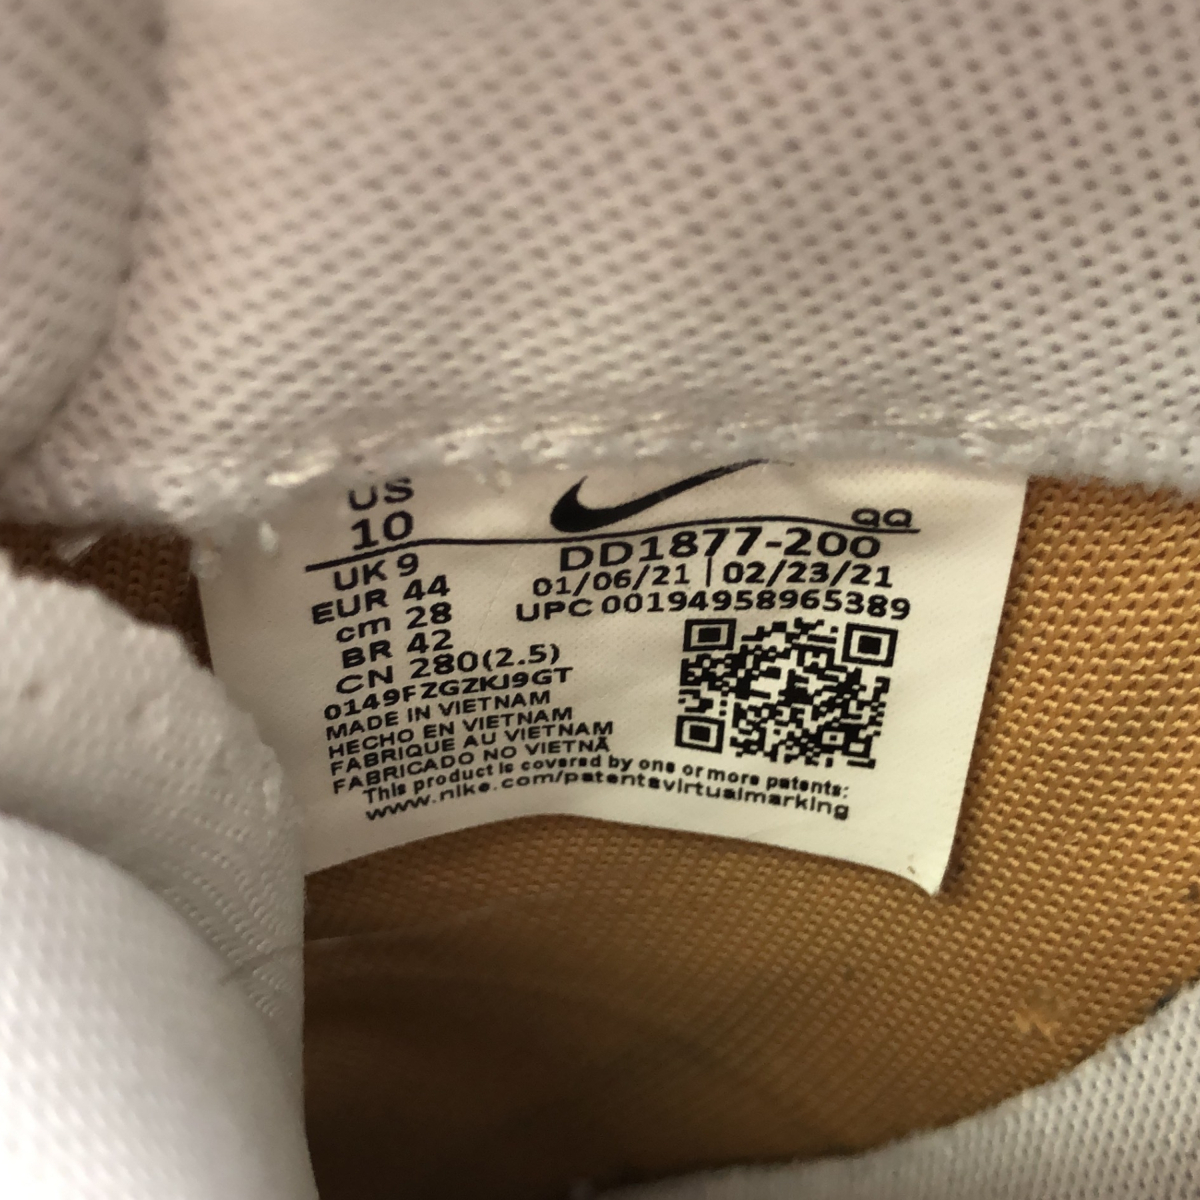 US
10
QQ
UK 9
DD1877-200
EUR 44
01/06/21 | 02/23/21
cm 28
UPC 00194958965389
BR 42
CN 280(2.5)
0149FZGZKJ9GT
MADE IN VIETNAM
HECHO EN VIETNAM
FABRIQUE AU VIETNAM
FABRICADO NO VIETNÃ
This product is covered by one or more patents:
www.nike.com/patentsvirtualmarking